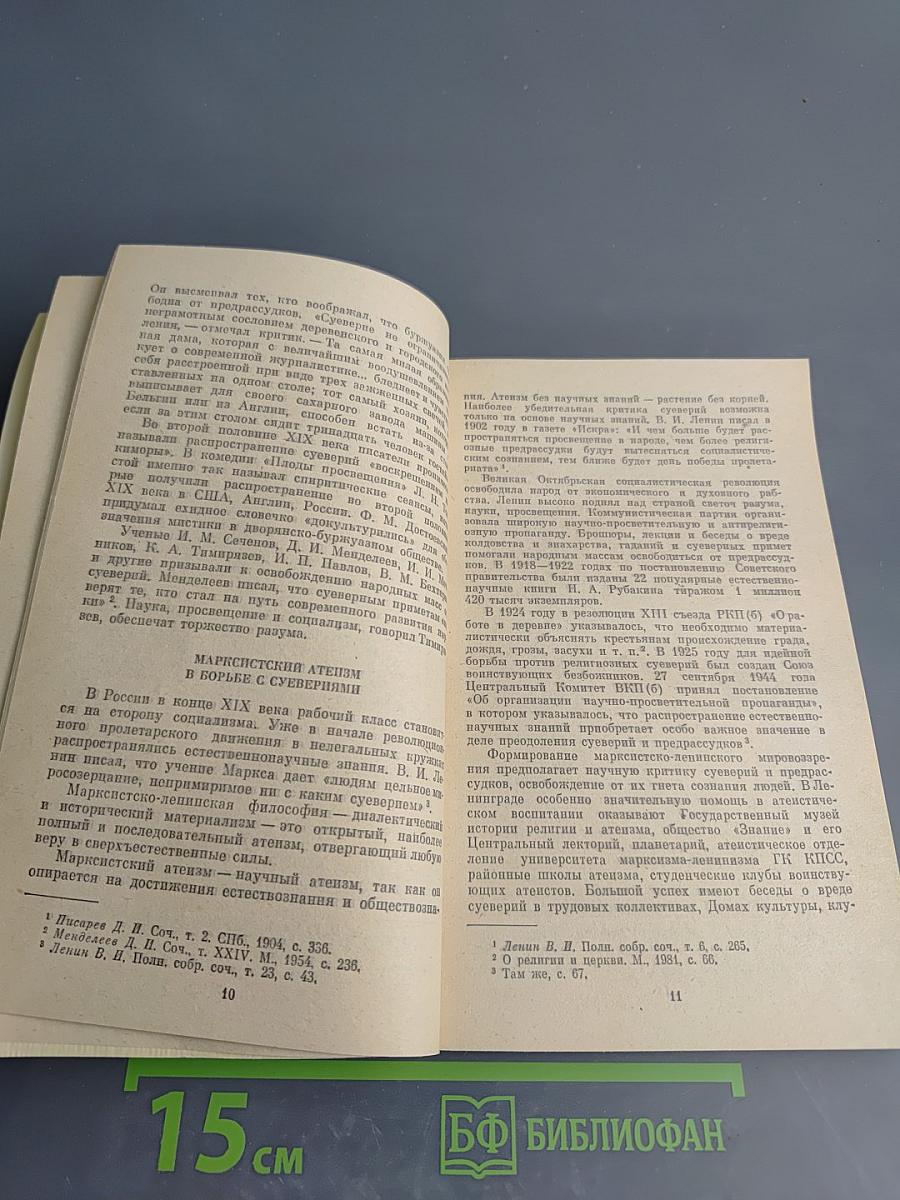 Он высмеивал тех, кто воображал, что буржуазия
бодна от предрассудков. «Суеверие не
неграмотным сословием деревенского и городского
ления, — отмечал критик. — Та самая милая
ная дама, которая с величайшим воодушевлением
кует о современной журналистике... бледнеет и
себя расстроенной при виде трех зажженных свечей,
ставленных на одном столе; тот самый хозяин,
выписывает для своего сахарного завода машины
Бельгии или из Англии, способен встать из-за
если за этим столом сидит тринадцать человек
Во второй половине XIX века писатели
называли распространение суеверий «воскрешением
киморы». В комедии «Плоды просвещения» Л. Н.
стой именно так называл спиритические сеансы,
рые получили распространение во второй
XIX века в США, Англии, России. Ф. М.
придумал ехидное словечко «докультурились» для
значения мистики в дворянско-буржуазном обществе.
Ученые И. М. Сеченов, Д. И. Менделеев, И. И.
ников, К. А. Тимирязев, И. П. Павлов, В. М.
и другие призывали к освобождению народных масс
суеверий. Менделеев писал, что суеверным приметам
верят те, кто стал на путь современного развития
ки» ². Наука, просвещение и социализм, говорил
зев, обеспечат торжество разума.
МАРКСИСТСКИЙ АТЕИЗМ
В БОРЬБЕ С СУЕВЕРИЯМИ
В России в конце XIX века рабочий класс становит-
ся на сторону социализма. Уже в начале революцион-
ного пролетарского движения в нелегальных кружках
распространялись естественнонаучные знания. В. И. Ле-
нин писал, что учение Маркса дает «людям цельное ми-
росозерцание, непримиримое ни с каким суеверием» ³.
Марксистско-ленинская философия — диалектический
и исторический материализм — это открытый, наиболее
полный и последовательный атеизм, отвергающий любую
веру в сверхъестественные силы.
Марксистский атеизм — научный атеизм, так как он
опирается на достижения естествознания и обществозна-
¹ Писарев Д. И. Соч., т. 2. СПб., 1904, с. 336.
² Менделеев Д. И. Соч., т. XXIV. М., 1954, с. 236.
³ Ленин В. И. Полн. собр. соч., т. 23, с. 43.
10
ния. Атеизм без научных знаний — растение без корней.
Наиболее убедительная критика суеверий возможна
только на основе научных знаний. В. И. Ленин писал в
1902 году в газете «Искра»: «И чем больше будет рас-
пространяться просвещение в народе, чем более религи-
озные предрассудки будут вытесняться социалистиче-
ским сознанием, тем ближе будет день победы пролета-
риата» ¹.
Великая Октябрьская социалистическая революция
освободила народ от экономического и духовного раб-
ства. Ленин высоко поднял над страной светоч разума,
науки, просвещения. Коммунистическая партия органи-
зовала широкую научно-просветительную и антирелиги-
озную пропаганду. Брошюры, лекции и беседы о вреде
колдовства и знахарства, гаданий и суеверных примет
помогали народным массам освободиться от предрассуд-
ков. В 1918—1922 годах по постановлению Советского
правительства были изданы 22 популярные естественно-
научные книги Н. А. Рубакина тиражом 1 миллион
420 тысяч экземпляров.
В 1924 году в резолюции XIII съезда РКП(б) «О ра-
боте в деревне» указывалось, что необходимо материа-
листически объяснять крестьянам происхождение града,
дождя, грозы, засухи и т. п.². В 1925 году для идейной
борьбы против религиозных суеверий был создан Союз
воинствующих безбожников. 27 сентября 1944 года
Центральный Комитет ВКП(б) принял постановление
«Об организации научно-просветительной пропаганды»,
в котором указывалось, что распространение естественно-
научных знаний приобретает особо важное значение в
деле преодоления суеверий и предрассудков ³.
Формирование марксистско-ленинского мировоззре-
ния предполагает научную критику суеверий и предрас-
судков, освобождение от их гнета сознания людей. В Ле-
нинграде особенно значительную помощь в атеистиче-
ском воспитании оказывают Государственный музей
истории религии и атеизма, общество «Знание» и его
Центральный лекторий, планетарий, атеистическое отде-
ление университета марксизма-ленинизма ГК КПСС,
районные школы атеизма, студенческие клубы воинству-
ющих атеистов. Большой успех имеют беседы о вреде
суеверий в трудовых коллективах, Домах культуры, клу-
¹ Ленин В. И. Полн. собр. соч., т. 6, с. 265.
² О религии и церкви. М., 1981, с. 66.
³ Там же, с. 67.
11
15 см
БФ БИБЛИОФАН